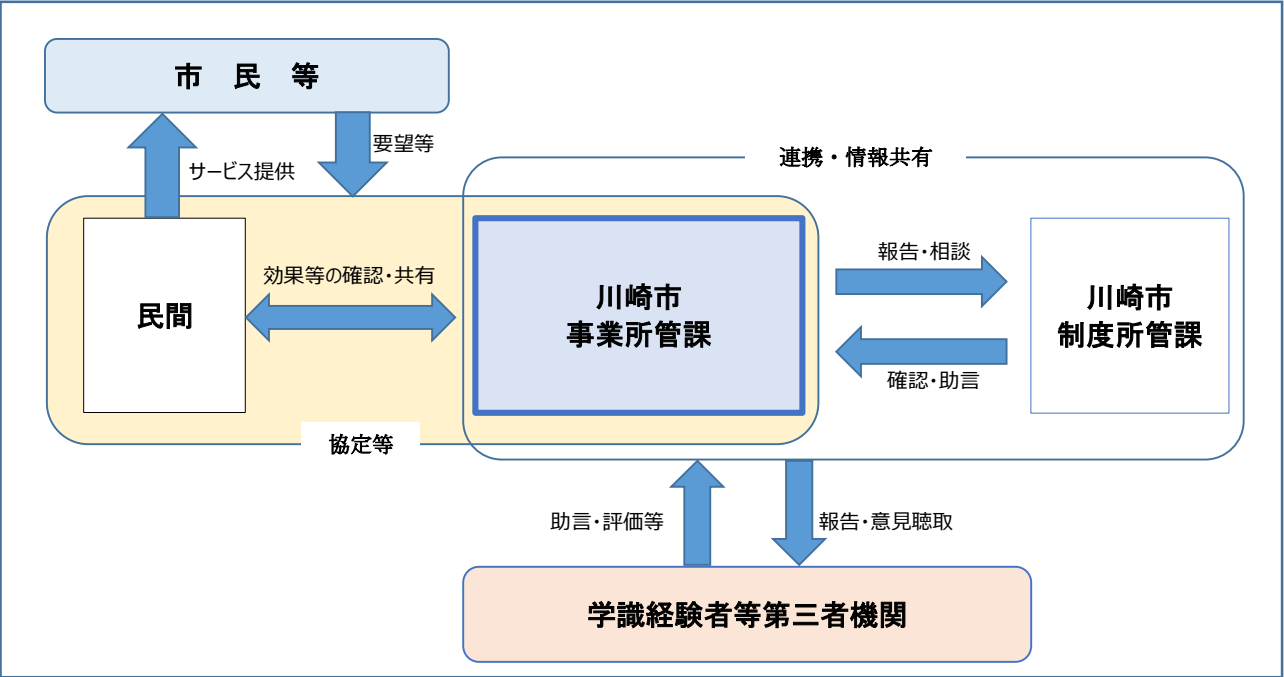 市 民 等
要望等
サービス提供
連携・情報共有
民間
効果等の確認・共有
川崎市
事業所管課
報告・相談
確認・助言
川崎市
制度所管課
協定等
助言・評価等
報告・意見聴取
学識経験者等第三者機関